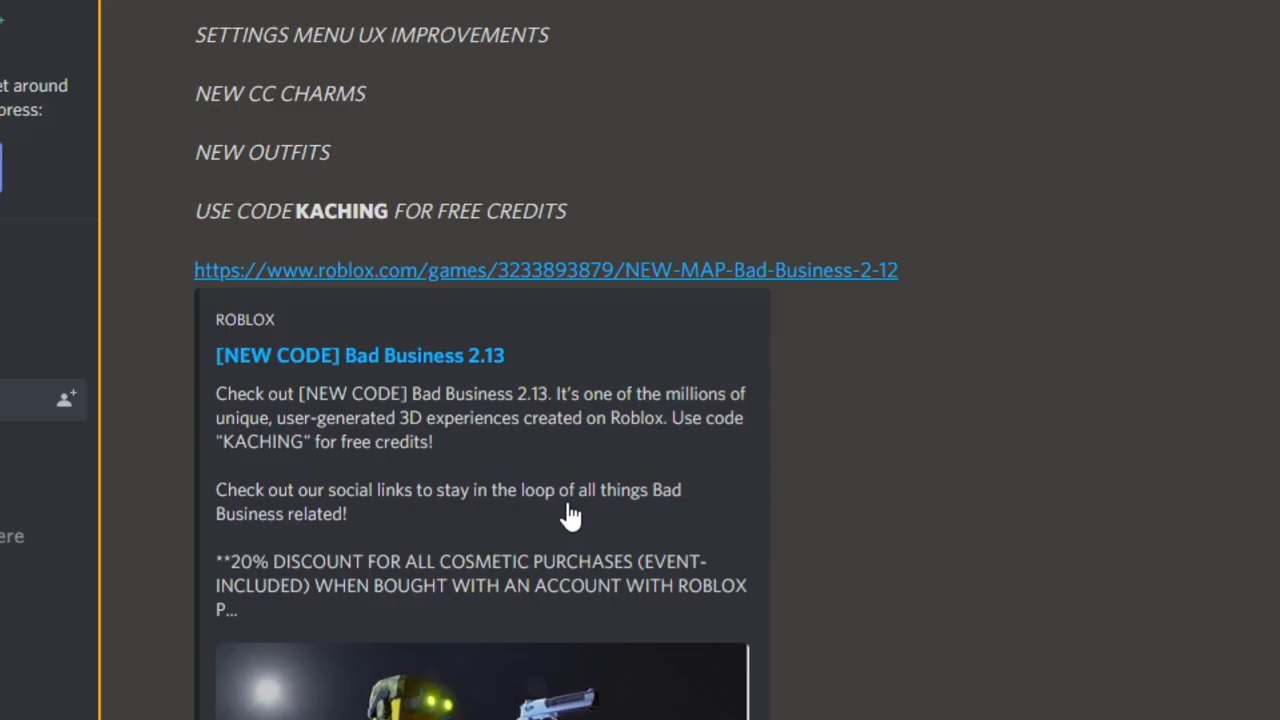 SETTINGS MENU UX IMPROVEMENTS
et around
NEW CC CHARMS
press:
NEW OUTFITS
USE CODE KACHING FOR FREE CREDITS
https://www.roblox.com/games/3233893879/NEW-MAP-Bad-Business-2-12
ROBLOX
[NEW CODE] Bad Business 2.13
Check out [NEW CODE] Bad Business 2.13. It's one of the millions of
unique, user-generated 3D experiences created on Roblox. Use code
"KACHING" for free credits!
Check out our social links to stay in the loop of all things Bad
Business related!
ere
**20% DISCOUNT FOR ALL COSMETIC PURCHASES (EVENT-
INCLUDED) WHEN BOUGHT WITH AN ACCOUNT WITH ROBLOX
P...